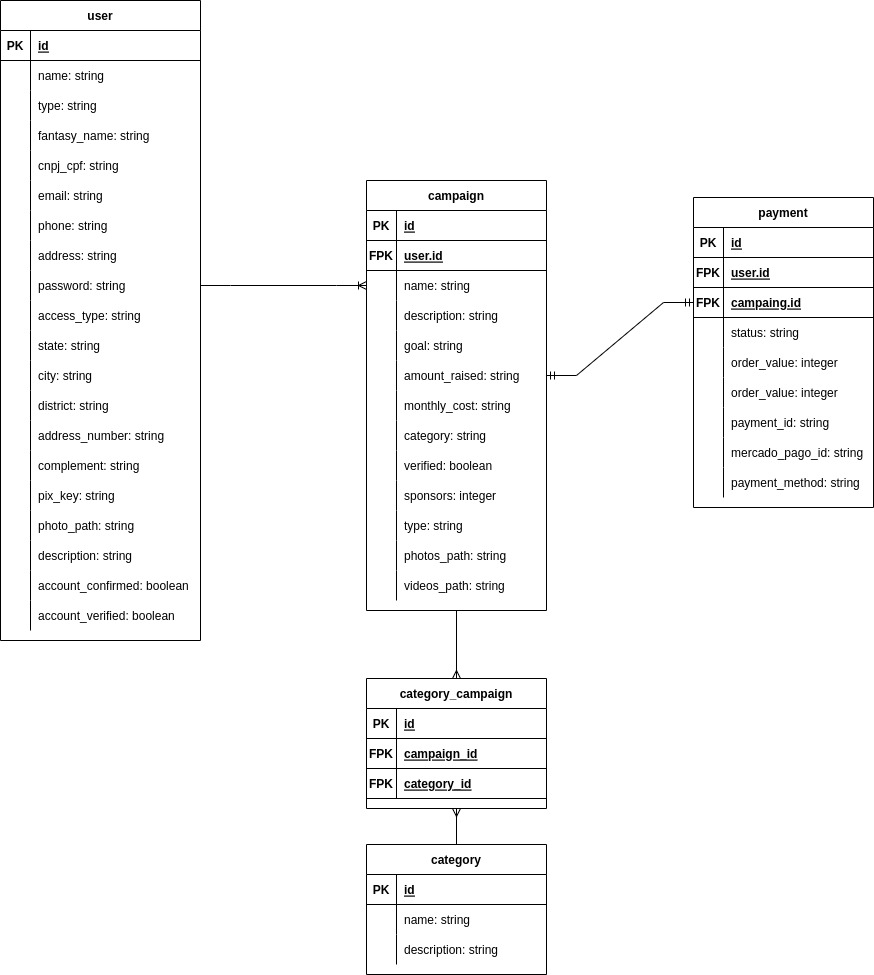 user
PK id
name: string
type: string
fantasy_name: string
cnpj_cpf: string
email: string
phone: string
address: string
password: string
access_type: string
state: string
city: string
district: string
address_number: string
complement: string
pix_key: string
photo_path: string
description: string
account_confirmed: boolean
account_verified: boolean
campaign
PK id
FPK user.id
name: string
description: string
goal: string
amount_raised: string
monthly_cost: string
category: string
verified: boolean
sponsors: integer
type: string
photos_path: string
videos_path: string
payment
PK id
FPK user.id
FPK campaing.id
status: string
order_value: integer
order_value: integer
payment_id: string
mercado_pago_id: string
payment_method: string
category_campaign
PK id
FPK campaign_id
FPK category_id
category
PK id
name: string
description: string